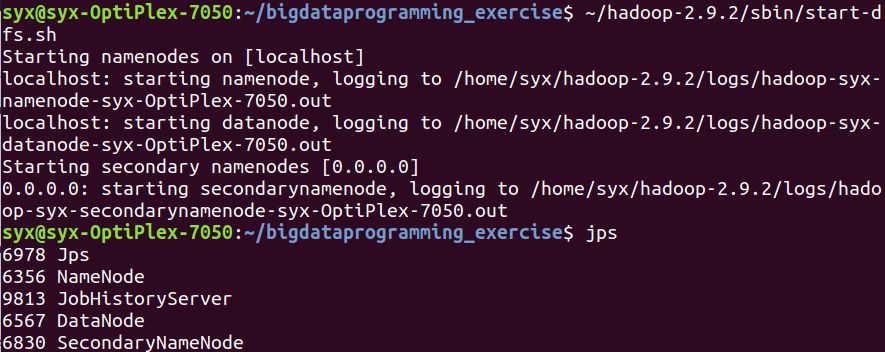 syx@syx-OptiPlex-7050:~/bigdataprogramming_exercise$ ~/hadoop-2.9.2/sbin/start-d
fs.sh
Starting namenodes on [localhost]
localhost: starting namenode, logging to /home/syx/hadoop-2.9.2/logs/hadoop-syx-
namenode-syx-OptiPlex-7050.out
localhost: starting datanode, logging to /home/syx/hadoop-2.9.2/logs/hadoop-syx-
datanode-syx-OptiPlex-7050.out
Starting secondary namenodes [0.0.0.0]
0.0.0.0: starting secondarynamenode, logging to /home/syx/hadoop-2.9.2/logs/hado
op-syx-secondarynamenode-syx-OptiPlex-7050.out
syx@syx-OptiPlex-7050:~/bigdataprogramming_exercise$ jps
6978 Jps
6356 NameNode
9813 JobHistoryServer
6567 DataNode
6830 SecondaryNameNode